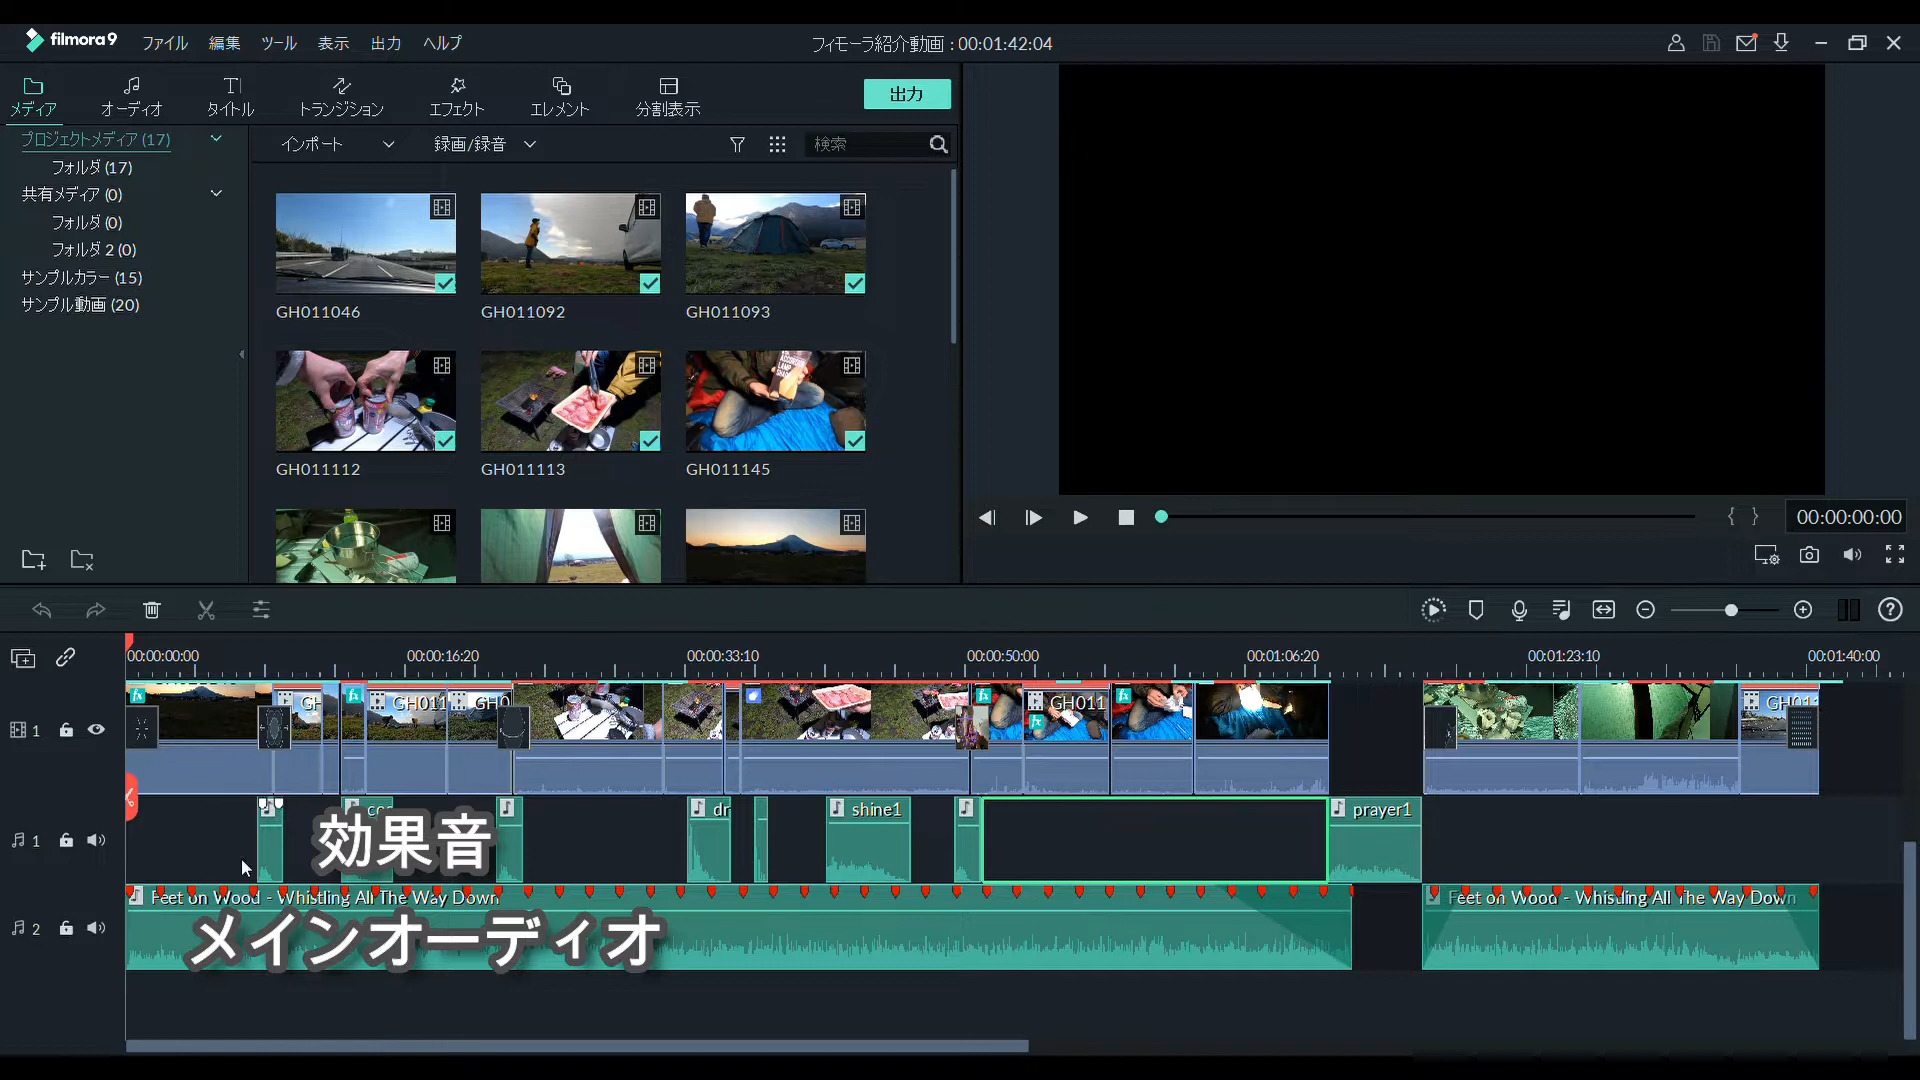 filmora9
ファイル 編集 ツール 表示 出力 ヘルプ
フィモーラ紹介動画 : 00:01:42:04
メディア オーディオ タイトル トランジション エフェクト エレメント 分割表示
出力
プロジェクトメディア (17)
フォルダ (17)
共有メディア (0)
フォルダ (0)
フォルダ 2 (0)
サンプルカラー (15)
サンプル動画 (20)
インポート 録画/録音 検索
GH011046 GH011092 GH011093
GH011112 GH011113 GH011145
00:00:00:00
00:00:00:00 00:00:16:20 00:00:33:10 00:00:50:00 00:01:06:20 00:01:23:10 00:01:40:00
1
GH GH011 GH0 GH011 GH011
1
co dr shine1 prayer1
効果音
2
Feet on Wood - Whistling All The Way Down
Feet on Wood - Whistling All The Way Down
メインオーディオ